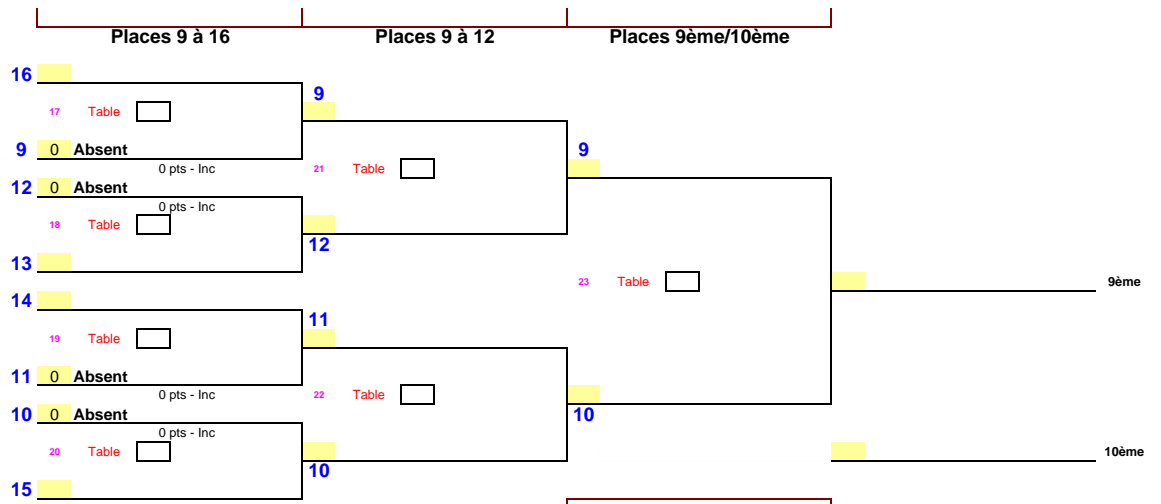 Places 9 à 16 Places 9 à 12 Places 9ème/10ème
16
9
17 Table
9 0 Absent 9
0 pts - Inc 21 Table
12 0 Absent
0 pts - Inc
18 Table
12
13
23 Table 9ème
14
11
19 Table
11 0 Absent
0 pts - Inc 22 Table
10 0 Absent 10
0 pts - Inc
20 Table 10ème
10
15